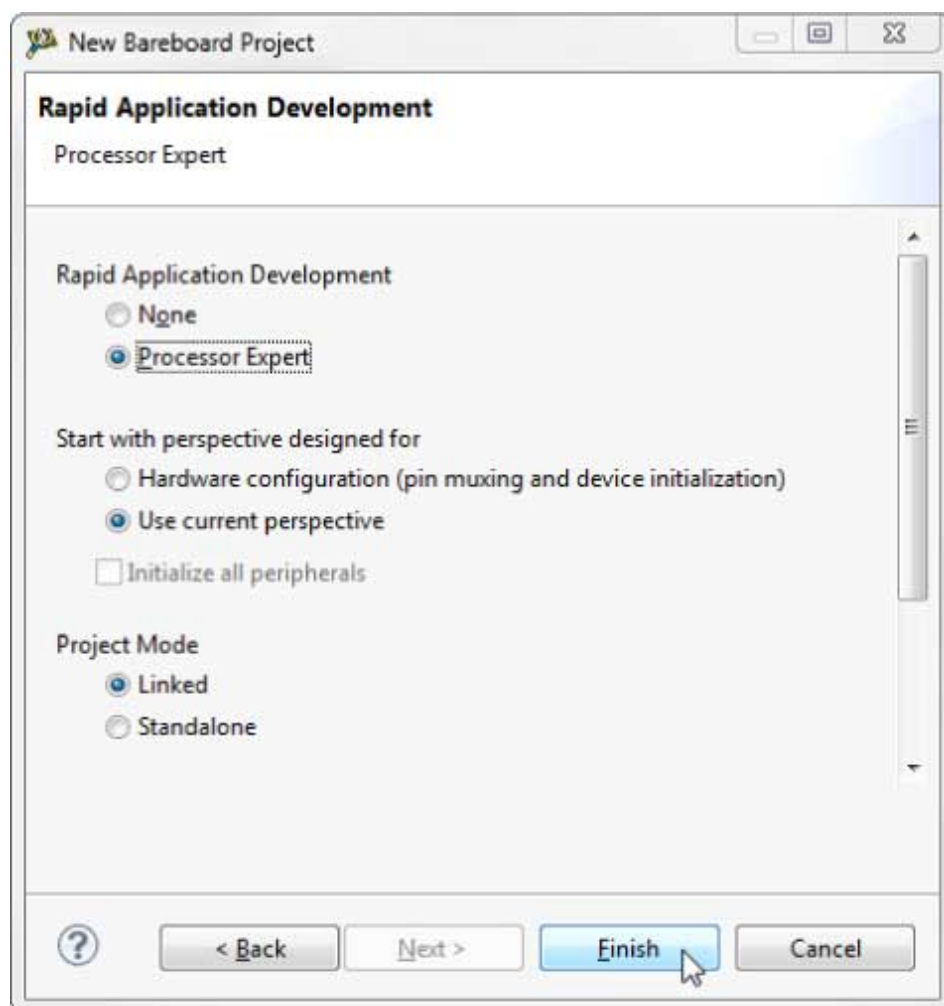 New Bareboard Project
Rapid Application Development
Processor Expert
Rapid Application Development
None
Processor Expert
Start with perspective designed for
Hardware configuration (pin muxing and device initialization)
Use current perspective
Initialize all peripherals
Project Mode
Linked
Standalone
? < Back Next > Finish Cancel